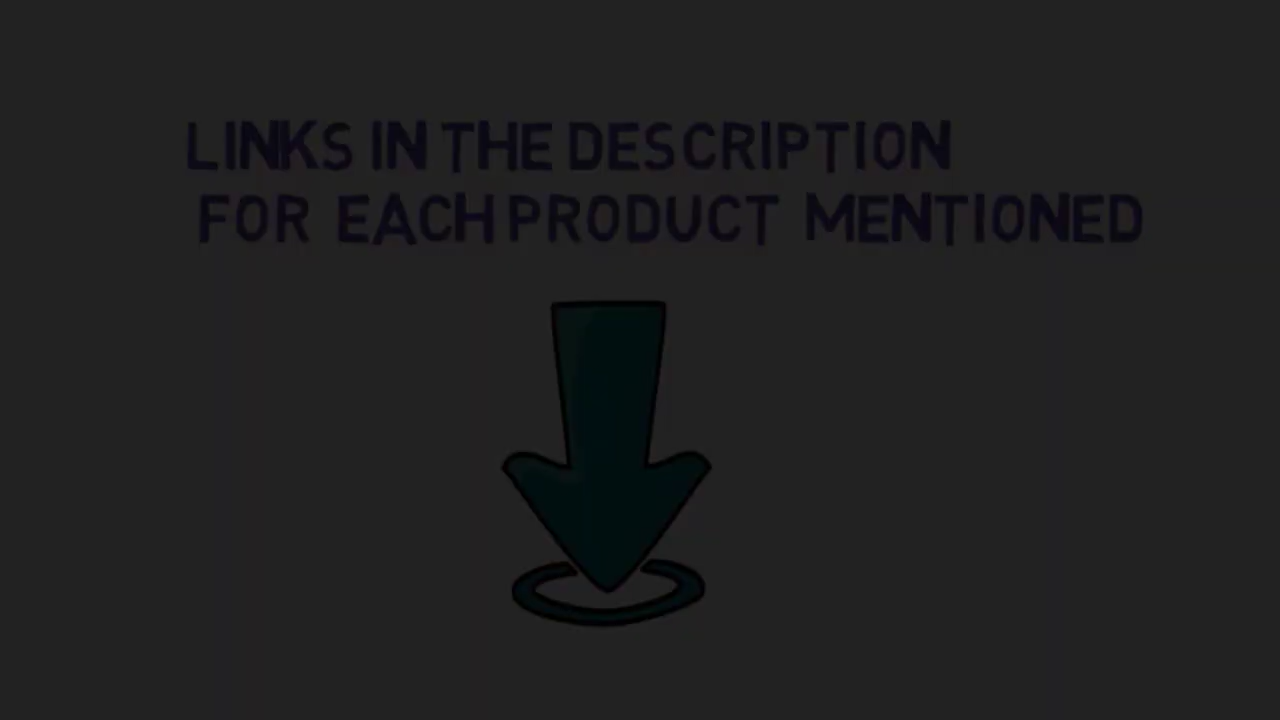 LINKS IN THE DESCRIPTION
FOR EACH PRODUCT MENTIONED